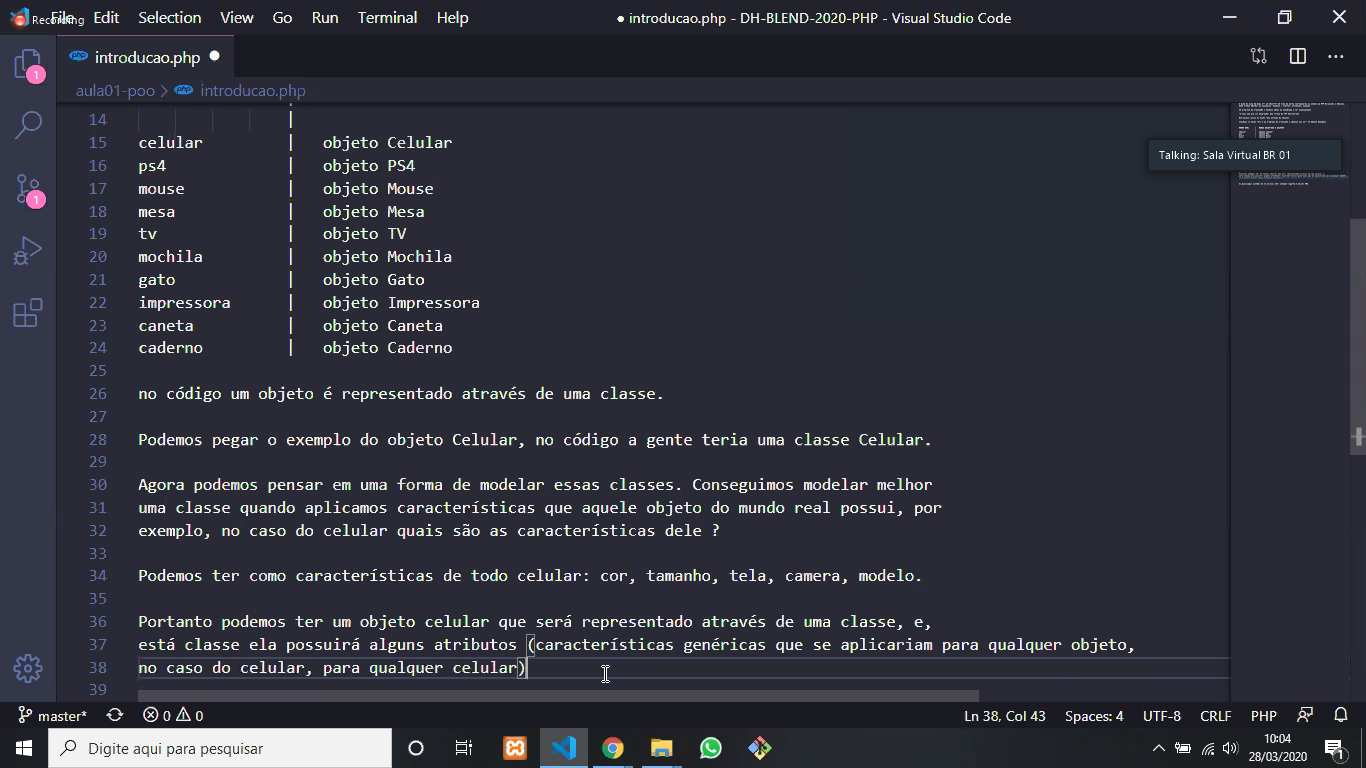 Recording
File Edit Selection View Go Run Terminal Help ● introducao.php - DH-BLEND-2020-PHP - Visual Studio Code
php introducao.php ●
aula01-poo > php introducao.php
14 |
15 celular | objeto Celular
16 ps4 | objeto PS4
17 mouse | objeto Mouse
18 mesa | objeto Mesa
19 tv | objeto TV
20 mochila | objeto Mochila
21 gato | objeto Gato
22 impressora | objeto Impressora
23 caneta | objeto Caneta
24 caderno | objeto Caderno
25
26 no código um objeto é representado através de uma classe.
27
28 Podemos pegar o exemplo do objeto Celular, no código a gente teria uma classe Celular.
29
30 Agora podemos pensar em uma forma de modelar essas classes. Conseguimos modelar melhor
31 uma classe quando aplicamos características que aquele objeto do mundo real possui, por
32 exemplo, no caso do celular quais são as características dele ?
33
34 Podemos ter como características de todo celular: cor, tamanho, tela, camera, modelo.
35
36 Portanto podemos ter um objeto celular que será representado através de uma classe, e,
37 está classe ela possuirá alguns atributos (características genéricas que se aplicariam para qualquer objeto,
38 no caso do celular, para qualquer celular)
39
Talking: Sala Virtual BR 01
1
1
master* 0 0 Ln 38, Col 43 Spaces: 4 UTF-8 CRLF PHP
Digite aqui para pesquisar
10:04
28/03/2020
1